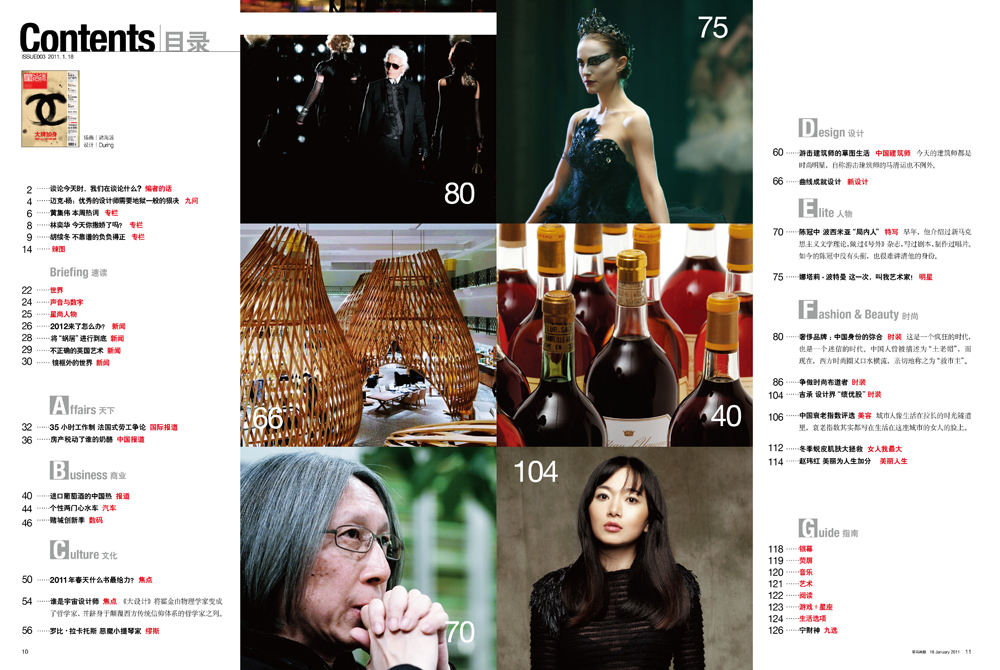 Contents 目录
ISSUE003 2011.1.18
大牌加身
插画｜
设计｜During
2 ……谈论今天时，我们在谈论什么？ 编者的话
4 ……迈克·杨：优秀的设计师需要地狱一般的狠决 九问
6 ……黄集伟 本周热词 专栏
8 ……林奕华 今天你撒娇了吗？ 专栏
9 ……胡续冬 不靠谱的负负得正 专栏
14 ……辣图
Briefing 速读
22 ……世界
24 ……声音与数字
25 ……星闻人物
26 ……2012来了怎么办？ 新闻
28 ……将“蜗居”进行到底 新闻
29 ……不正确的英国艺术 新闻
30 ……镜框外的世界 新闻
Affairs 天下
32 ……35 小时工作制 法国式劳工争论 国际报道
36 ……房产税动了谁的奶酪 中国报道
Business 商业
40 ……进口葡萄酒的中国热 报道
44 ……个性两门心水车 汽车
46 ……赌城创新季 数码
Culture 文化
50 ……2011年春天什么书最给力？ 焦点
54 ……谁是宇宙设计师 焦点 《大设计》将霍金由物理学家变成
了哲学家，并跻身于颠覆西方传统信仰体系的哲学家之列。
56 ……罗比·拉卡托斯 恶魔小提琴家 缪斯
10
80
75
66
40
70
104
Design 设计
60 ……游击建筑师的草图生活 中国建筑师 今天的建筑师都是
时尚明星，自称游击建筑师的马清运也不例外。
66 ……曲线成就设计 新设计
Elite 人物
70 ……陈冠中 波西米亚“局内人” 特写 早年，他介绍过新马克
思主义文学理论，做过《号外》杂志，写过剧本，制作过唱片。
如今的陈冠中没有头衔，也很难讲清他的身份。
75 ……娜塔莉·波特曼 这一次，叫我艺术家！ 明星
Fashion & Beauty 时尚
80 ……奢侈品牌：中国身份的弥合 时装 这是一个疯狂的时代，
也是一个迷信的时代。中国人曾被描述为“土老帽”，而
现在，西方时尚圈又口水横流，亲切地称之为“救市主”。
86 ……争做时尚布道者 时装
104 ……吉承 设计界“绩优股” 时装
106 ……中国衰老指数评选 美容 城市人像生活在拉长的时光隧道
里，衰老指数其实都写在生活在这座城市的女人的脸上。
112 ……冬季蜕皮肌肤大拯救 女人我最大
114 ……赵玮红 美丽为人生加分 美丽人生
Guide 指南
118 ……银幕
119 ……荧屏
120 ……音乐
121 ……艺术
122 ……阅读
123 ……游戏 & 星座
124 ……生活选项
126 ……宁财神 九选
18 January 2011 11